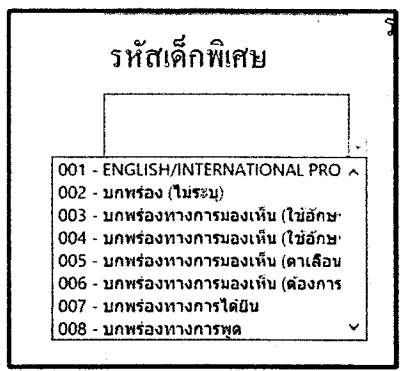 รหัสเด็กพิเศษ
001 - ENGLISH/INTERNATIONAL PRO
002 - บกพร่อง (ไม่ระบุ)
003 - บกพร่องทางการมองเห็น (ใช้อักษ
004 - บกพร่องทางการมองเห็น (ใช้อักษ
005 - บกพร่องทางการมองเห็น (ตาเลือน
006 - บกพร่องทางการมองเห็น (ต้องการ
007 - บกพร่องทางการได้ยิน
008 - บกพร่องทางการพูด